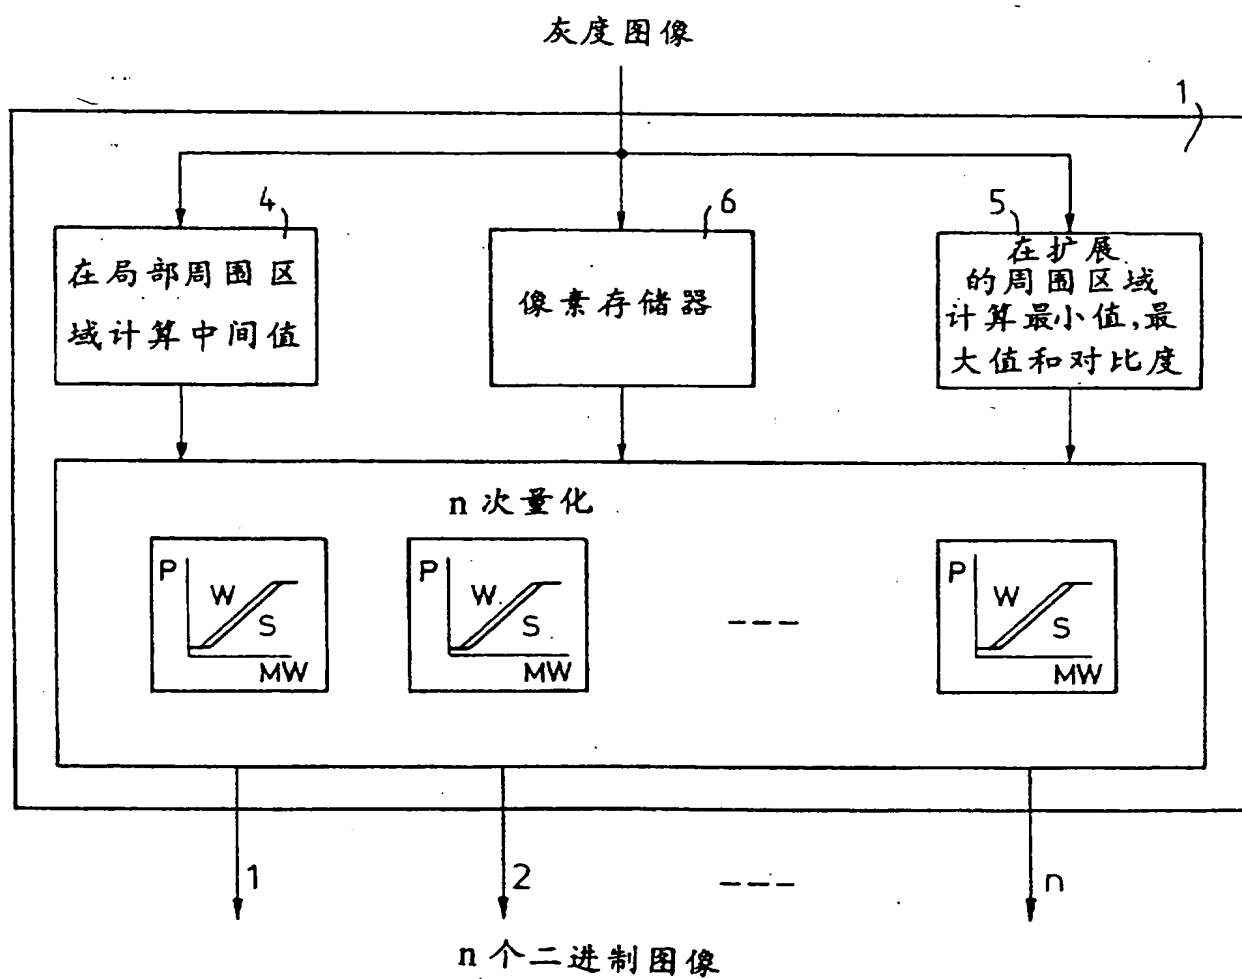 灰度图像
1
4
6
5
在局部周围区
域计算中间值
像素存储器
在扩展
的周围区域
计算最小值,最
大值和对比度
n次量化
P
W
S
MW
P
W
S
MW
---
P
W
S
MW
1
2
---
n
n个二进制图像